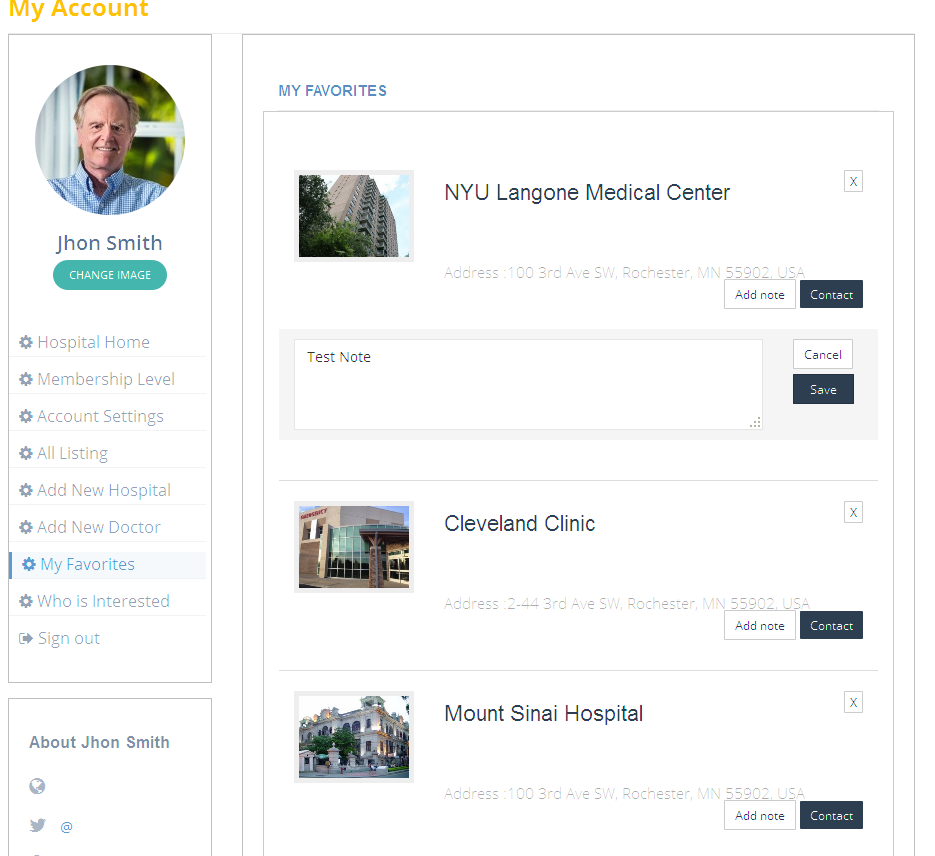 My Account
Jhon Smith
CHANGE IMAGE
Hospital Home
Membership Level
Account Settings
All Listing
Add New Hospital
Add New Doctor
My Favorites
Who is Interested
Sign out
About Jhon Smith
@
MY FAVORITES
NYU Langone Medical Center
X
Address :100 3rd Ave SW, Rochester, MN 55902, USA
Add note Contact
Test Note
Cancel
Save
EMERGENCY
Cleveland Clinic
X
Address :2-44 3rd Ave SW, Rochester, MN 55902, USA
Add note Contact
Mount Sinai Hospital
X
Address :100 3rd Ave SW, Rochester, MN 55902, USA
Add note Contact